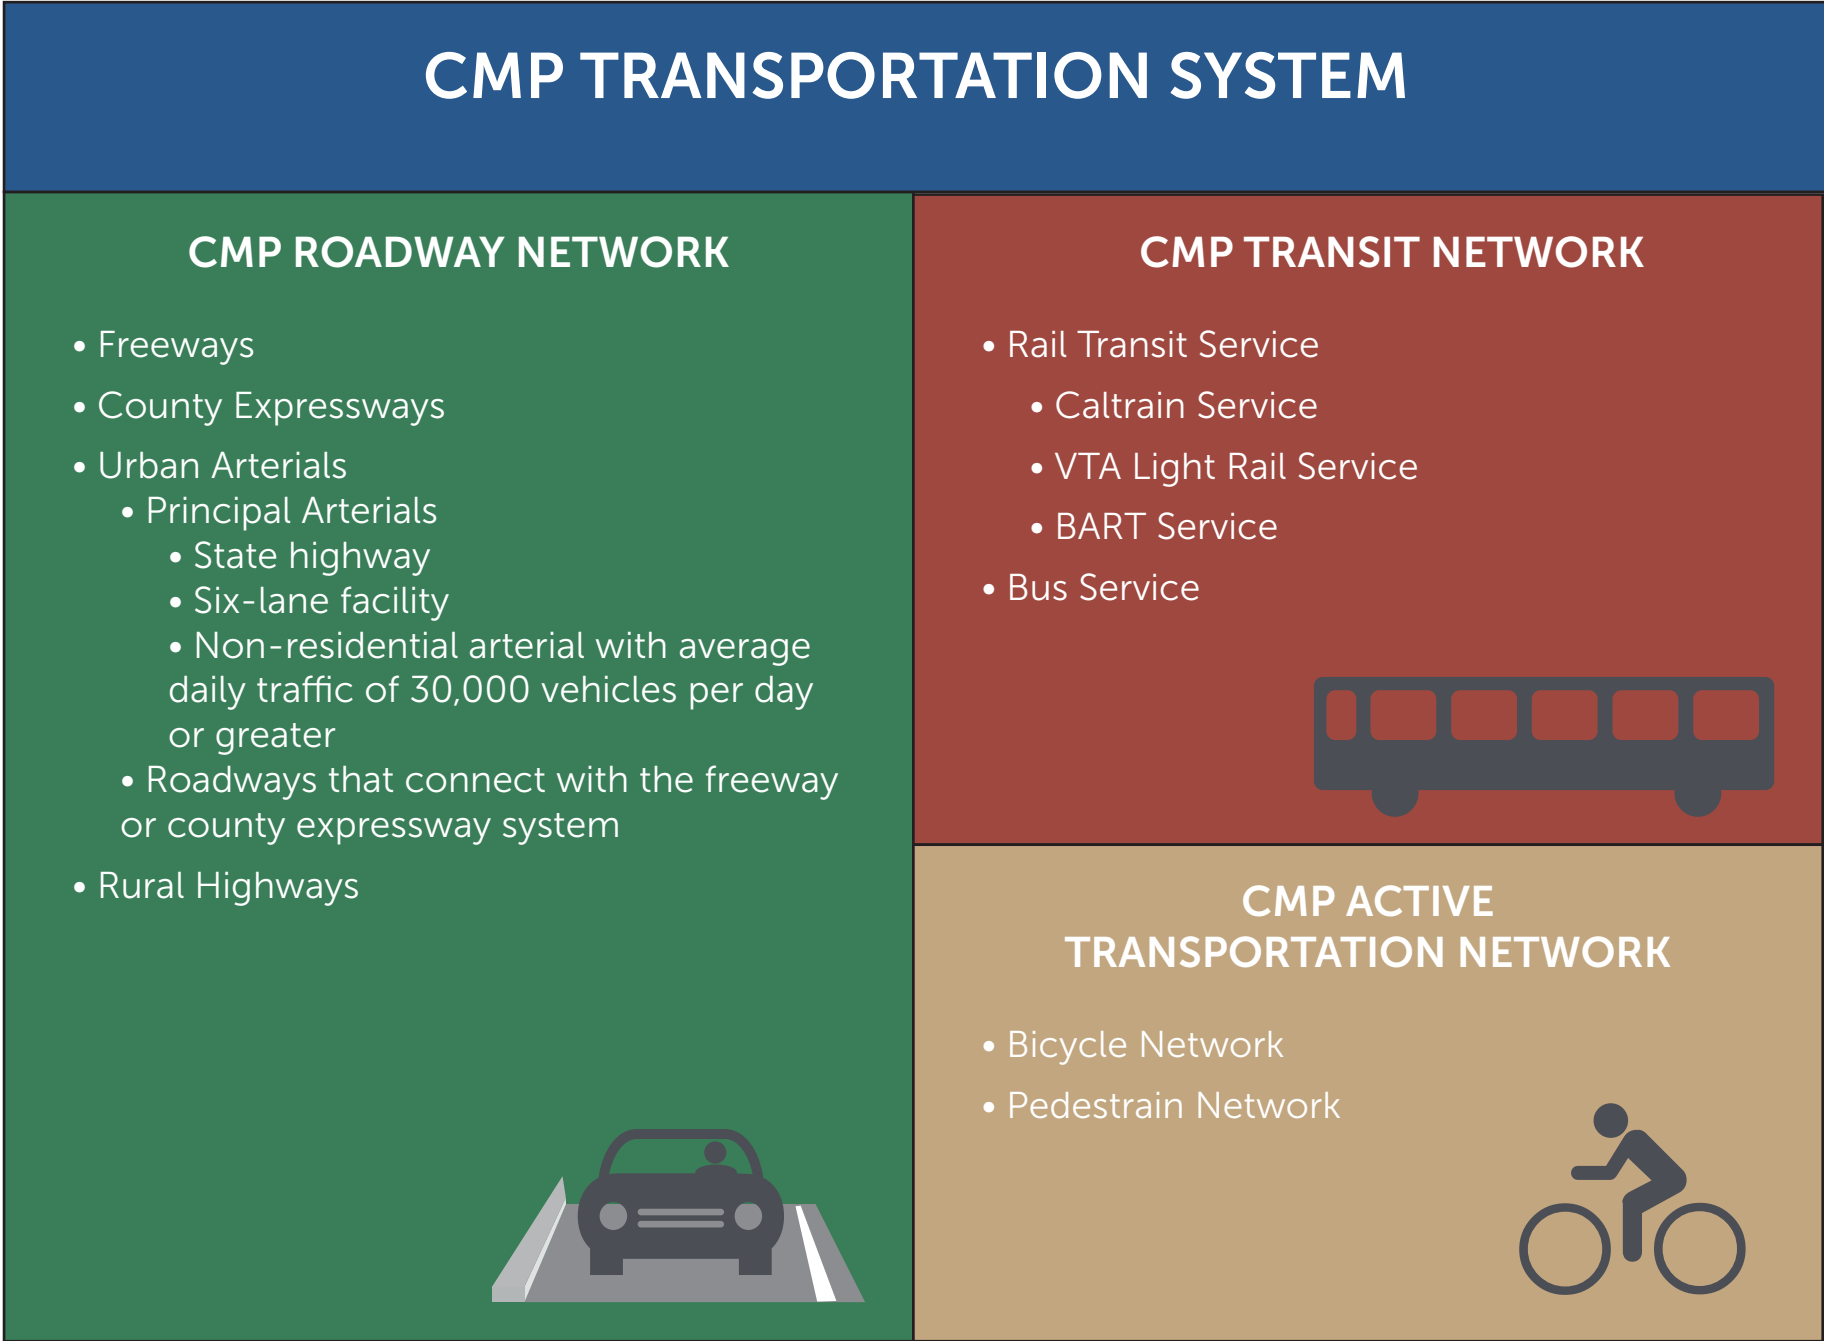 CMP TRANSPORTATION SYSTEM
CMP ROADWAY NETWORK
• Freeways
• County Expressways
• Urban Arterials
• Principal Arterials
• State highway
• Six-lane facility
• Non-residential arterial with average
daily traffic of 30,000 vehicles per day
or greater
• Roadways that connect with the freeway
or county expressway system
• Rural Highways
CMP TRANSIT NETWORK
• Rail Transit Service
• Caltrain Service
• VTA Light Rail Service
• BART Service
• Bus Service
CMP ACTIVE
TRANSPORTATION NETWORK
• Bicycle Network
• Pedestrain Network